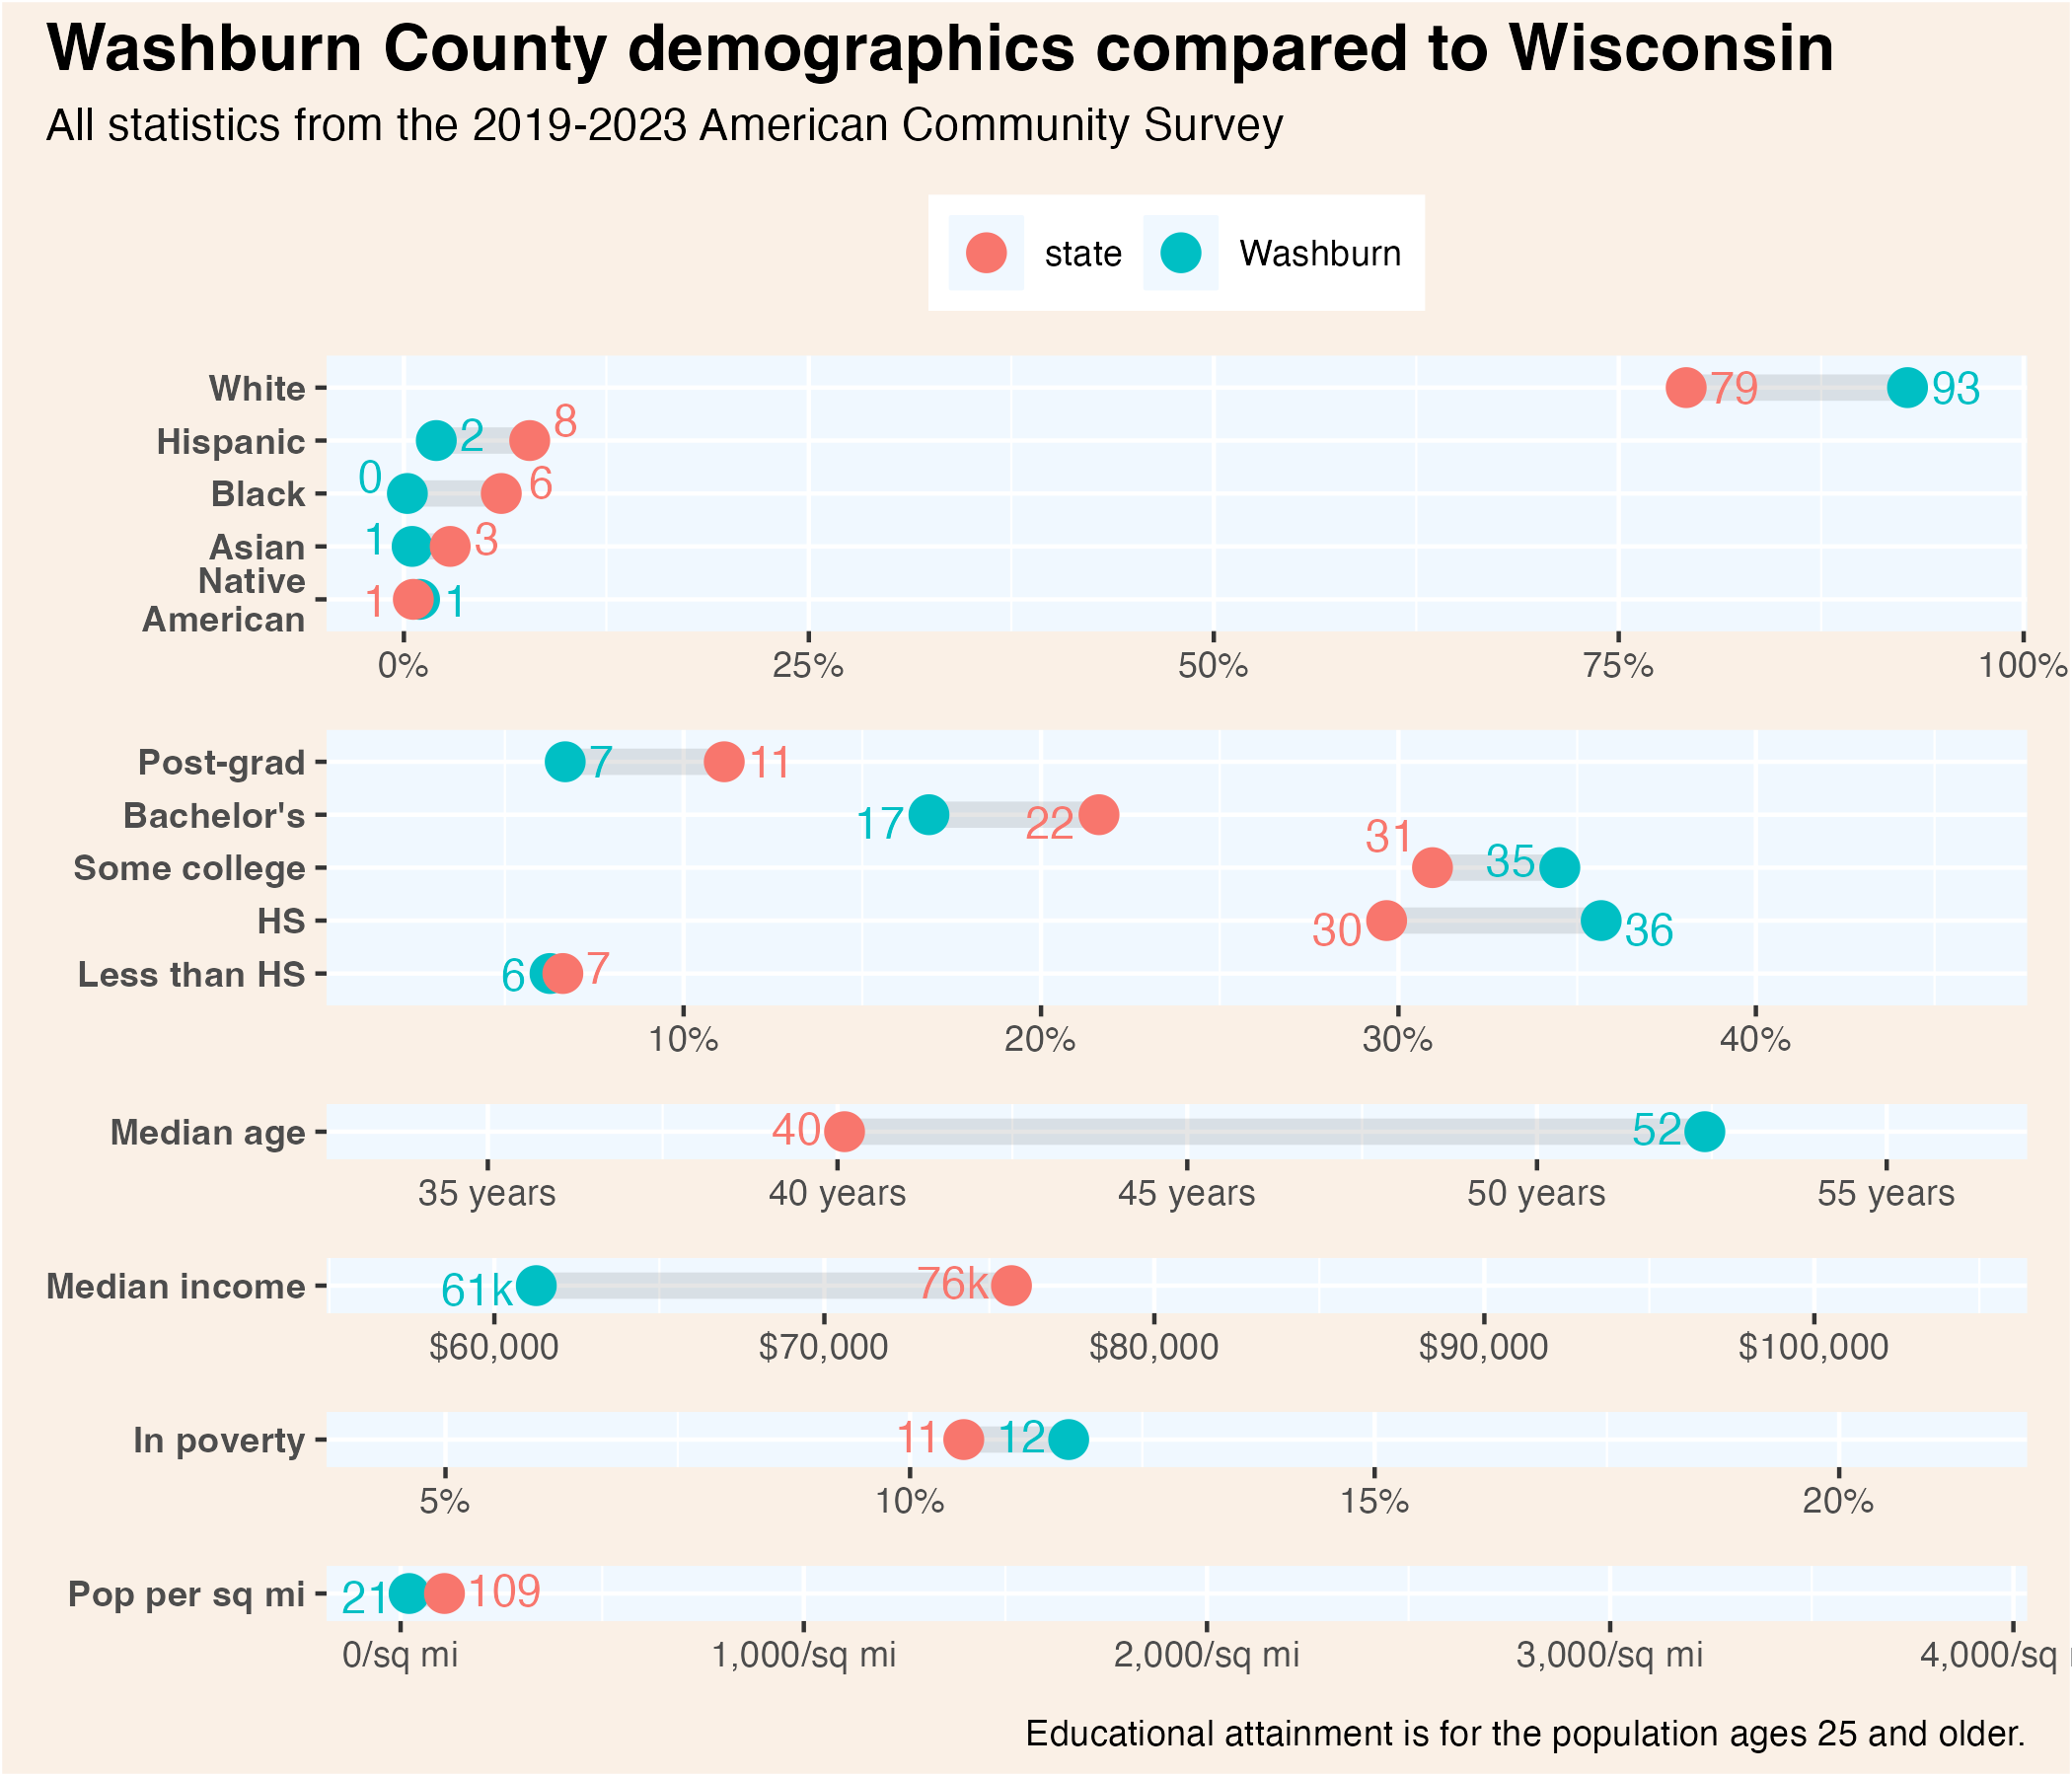 Washburn County demographics compared to Wisconsin
All statistics from the 2019-2023 American Community Survey
state Washburn
White 79 93
Hispanic 2 8
Black 0 6
Asian 1 3
Native
American 1 1
0% 25% 50% 75% 100%
Post-grad 7 11
Bachelor's 17 22
Some college 31 35
HS 30 36
Less than HS 6 7
10% 20% 30% 40%
Median age 40 52
35 years 40 years 45 years 50 years 55 years
Median income 61k 76k
$60,000 $70,000 $80,000 $90,000 $100,000
In poverty 11 12
5% 10% 15% 20%
Pop per sq mi 21 109
0/sq mi 1,000/sq mi 2,000/sq mi 3,000/sq mi 4,000/sq
Educational attainment is for the population ages 25 and older.